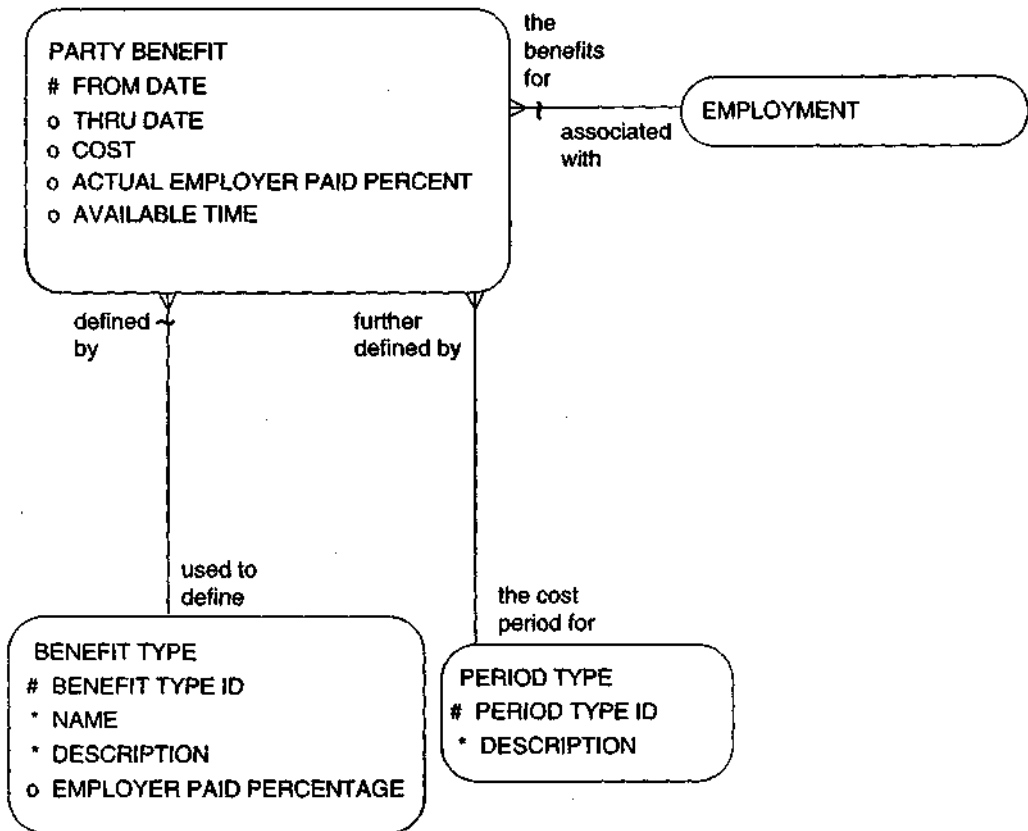 PARTY BENEFIT
# FROM DATE
o THRU DATE
o COST
o ACTUAL EMPLOYER PAID PERCENT
o AVAILABLE TIME
the
benefits
for
associated
with
EMPLOYMENT
defined
by
further
defined by
used to
define
the cost
period for
BENEFIT TYPE
# BENEFIT TYPE ID
* NAME
* DESCRIPTION
o EMPLOYER PAID PERCENTAGE
PERIOD TYPE
# PERIOD TYPE ID
* DESCRIPTION